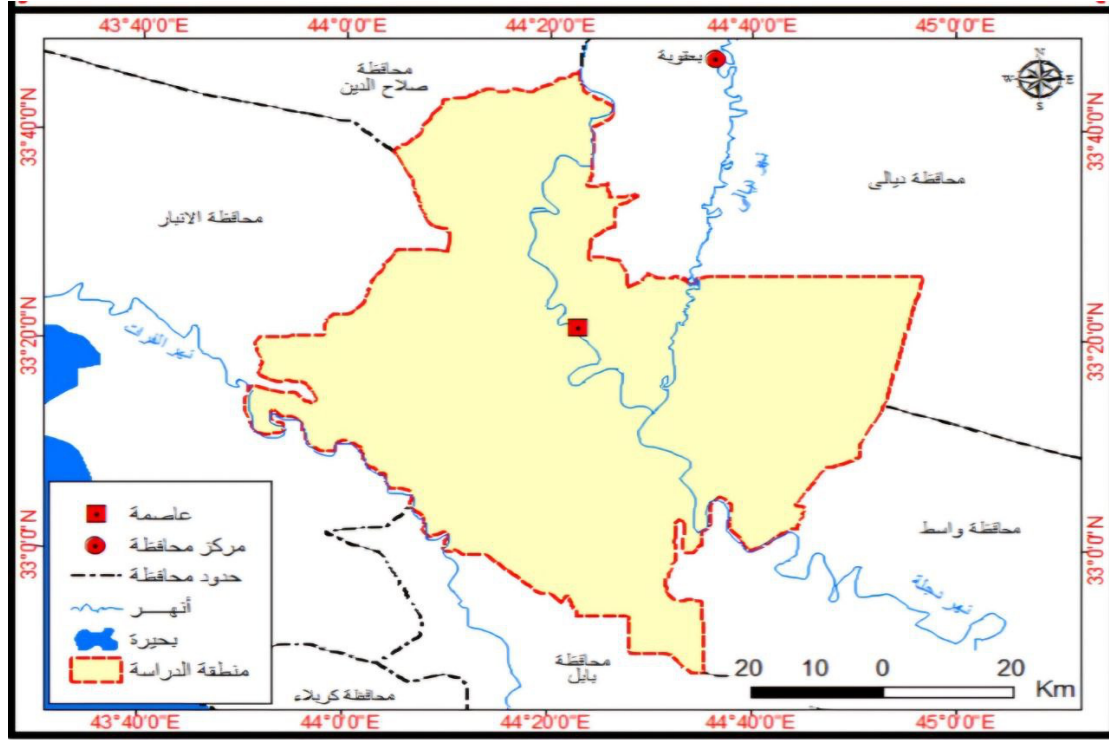 43°40'0"E 44°0'0"E 44°20'0"E 44°40'0"E 45°0'0"E
بعقوبة
محافظة
صلاح الدين
N
W E
S
33°40'0"N
33°40'0"N
نهر ديالى
محافظة ديالى
محافظة الانبار
33°20'0"N
33°20'0"N
نهر الفرات
عاصمة
مركز محافظة
حدود محافظة
أنهـــر
بحيرة
منطقة الدراسة
محافظة واسط
33°0'0"N
33°0'0"N
نهر دجلة
محافظة
بابل
محافظة كربلاء
20 10 0 20
Km
43°40'0"E 44°0'0"E 44°20'0"E 44°40'0"E 45°0'0"E